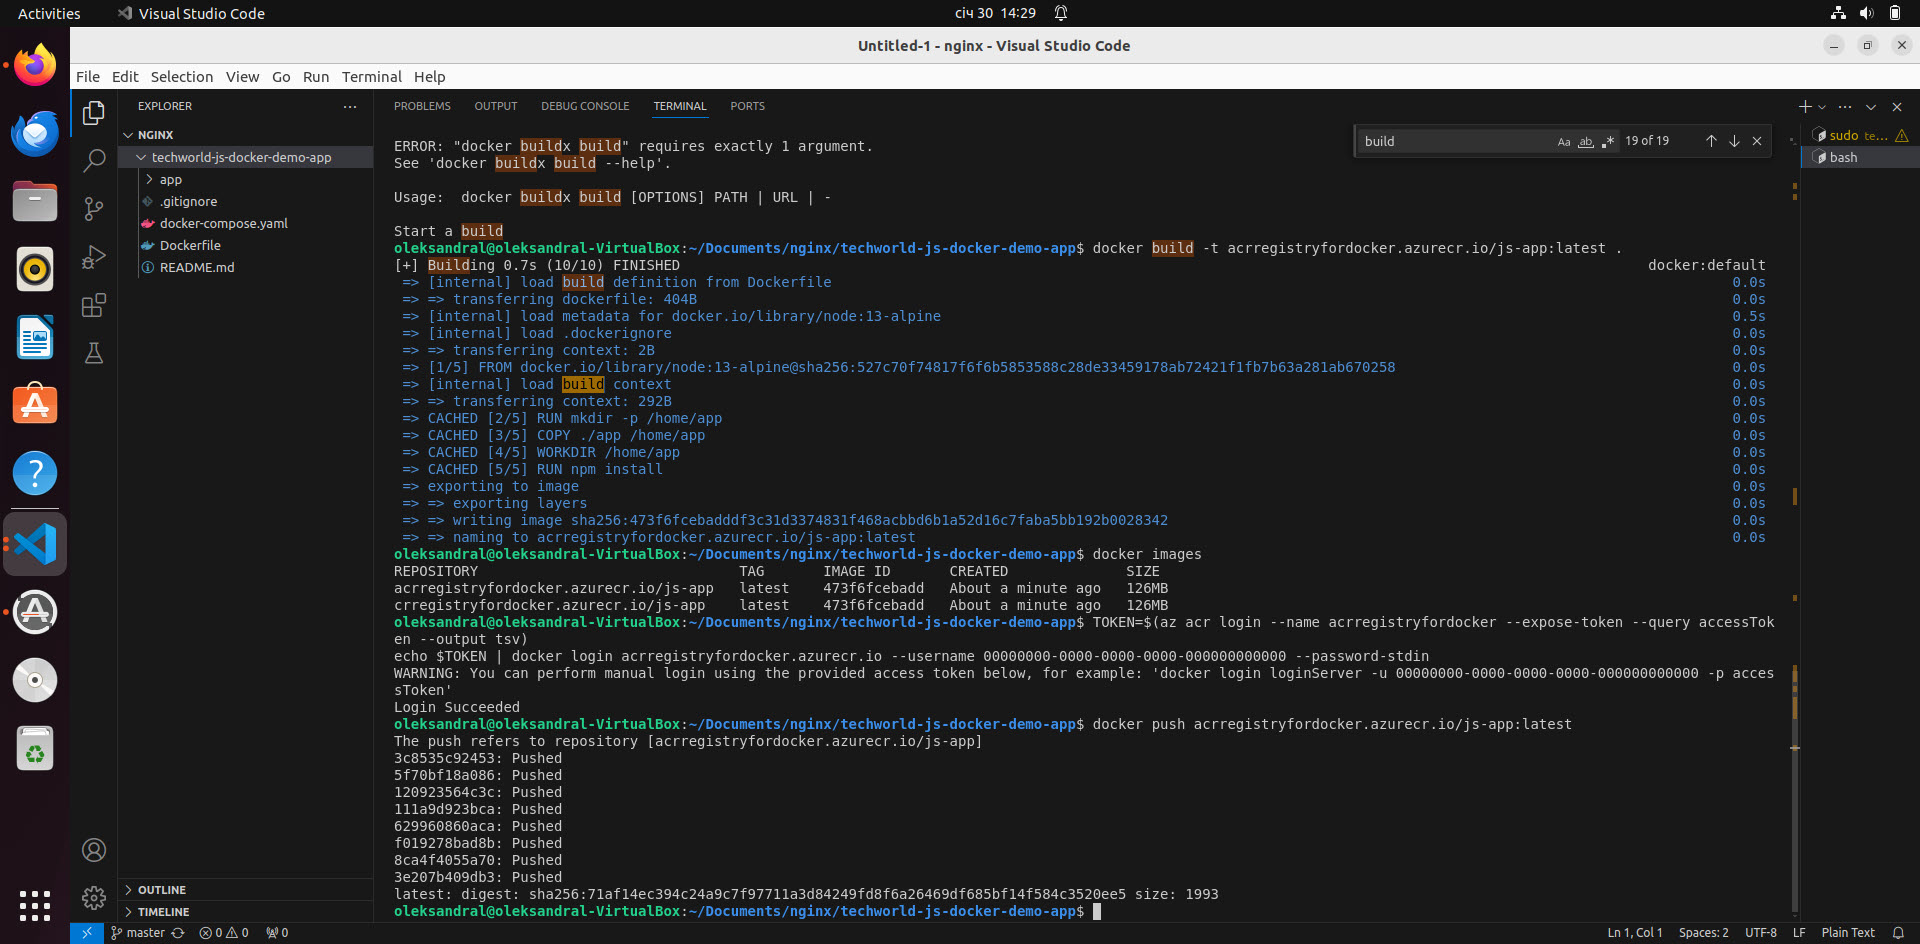 Activities
Visual Studio Code
січ 30 14:29
Untitled-1 - nginx - Visual Studio Code
File Edit Selection View Go Run Terminal Help
EXPLORER
NGINX
techworld-js-docker-demo-app
app
.gitignore
docker-compose.yaml
Dockerfile
README.md
OUTLINE
TIMELINE
PROBLEMS OUTPUT DEBUG CONSOLE TERMINAL PORTS
build
Aa ab
19 of 19
sudo te...
bash
ERROR: "docker buildx build" requires exactly 1 argument.
See 'docker buildx build --help'.
Usage:  docker buildx build [OPTIONS] PATH | URL | -
Start a build
oleksandral@oleksandral-VirtualBox:~/Documents/nginx/techworld-js-docker-demo-app$ docker build -t acrregistryfordocker.azurecr.io/js-app:latest .
[+] Building 0.7s (10/10) FINISHED docker:default
=> [internal] load build definition from Dockerfile 0.0s
=> => transferring dockerfile: 404B 0.0s
=> [internal] load metadata for docker.io/library/node:13-alpine 0.5s
=> [internal] load .dockerignore 0.0s
=> => transferring context: 2B 0.0s
=> [1/5] FROM docker.io/library/node:13-alpine@sha256:527c70f74817f6f6b5853588c28de33459178ab72421f1fb7b63a281ab670258 0.0s
=> [internal] load build context 0.0s
=> => transferring context: 292B 0.0s
=> CACHED [2/5] RUN mkdir -p /home/app 0.0s
=> CACHED [3/5] COPY ./app /home/app 0.0s
=> CACHED [4/5] WORKDIR /home/app 0.0s
=> CACHED [5/5] RUN npm install 0.0s
=> exporting to image 0.0s
=> => exporting layers 0.0s
=> => writing image sha256:473f6fcebadddf3c31d3374831f468acbbd6b1a52d16c7faba5bb192b0028342 0.0s
=> => naming to acrregistryfordocker.azurecr.io/js-app:latest 0.0s
oleksandral@oleksandral-VirtualBox:~/Documents/nginx/techworld-js-docker-demo-app$ docker images
REPOSITORY TAG IMAGE ID CREATED SIZE
acrregistryfordocker.azurecr.io/js-app latest 473f6fcebadd About a minute ago 126MB
crregistryfordocker.azurecr.io/js-app latest 473f6fcebadd About a minute ago 126MB
oleksandral@oleksandral-VirtualBox:~/Documents/nginx/techworld-js-docker-demo-app$ TOKEN=$(az acr login --name acrregistryfordocker --expose-token --query accessTok
en --output tsv)
echo $TOKEN | docker login acrregistryfordocker.azurecr.io --username 00000000-0000-0000-0000-000000000000 --password-stdin
WARNING: You can perform manual login using the provided access token below, for example: 'docker login loginServer -u 00000000-0000-0000-0000-000000000000 -p acces
sToken'
Login Succeeded
oleksandral@oleksandral-VirtualBox:~/Documents/nginx/techworld-js-docker-demo-app$ docker push acrregistryfordocker.azurecr.io/js-app:latest
The push refers to repository [acrregistryfordocker.azurecr.io/js-app]
3c8535c92453: Pushed
5f70bf18a086: Pushed
120923564c3c: Pushed
111a9d923bca: Pushed
629960860aca: Pushed
f019278bad8b: Pushed
8ca4f4055a70: Pushed
3e207b409db3: Pushed
latest: digest: sha256:71af14ec394c24a9c7f97711a3d84249fd8f6a26469df685bf14f584c3520ee5 size: 1993
oleksandral@oleksandral-VirtualBox:~/Documents/nginx/techworld-js-docker-demo-app$
master 0 0 0
Ln 1, Col 1 Spaces: 2 UTF-8 LF Plain Text